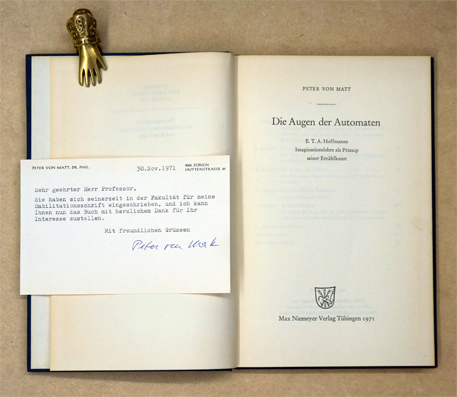 PETER VON MATT, DR. PHIL.
30.Nov.1971
ZÜRICH
HUTTENSTRASSE
Sehr geehrter Herr Professor,
Sie haben sich seinerzeit in der Fakultät für meine
Habilitationsschrift eingeschrieben, und ich kann
Ihnen nun das Buch mit herzlichem Dank für Ihr
Interesse zustellen.
Mit freundlichen Grüssen
Peter von Matt
PETER VON MATT
Die Augen der Automaten
E. T. A. Hoffmanns
Imaginationslehre als Prinzip
seiner Erzählkunst
Max Niemeyer Verlag Tübingen 1971